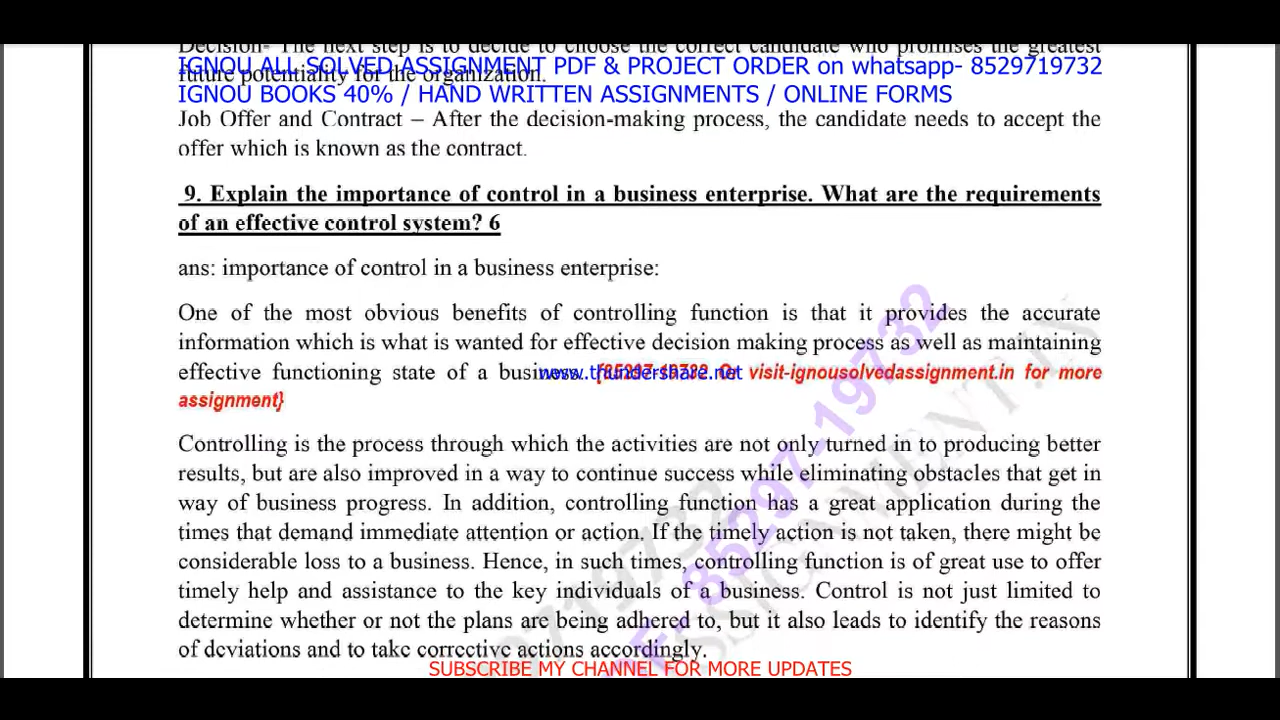 Decision- The next step is to decide to choose the correct candidate who promises the greatest
IGNOU ALL SOLVED ASSIGNMENT PDF & PROJECT ORDER on whatsapp- 8529719732
future potentiality for the organization.
IGNOU BOOKS 40% / HAND WRITTEN ASSIGNMENTS / ONLINE FORMS
Job Offer and Contract – After the decision-making process, the candidate needs to accept the
offer which is known as the contract.
9. Explain the importance of control in a business enterprise. What are the requirements
of an effective control system? 6
ans: importance of control in a business enterprise:
One of the most obvious benefits of controlling function is that it provides the accurate
information which is what is wanted for effective decision making process as well as maintaining
effective functioning state of a business. {85297-19732 Or visit-ignousolvedassignment.in for more
www.thundershare.net
assignment}
Controlling is the process through which the activities are not only turned in to producing better
results, but are also improved in a way to continue success while eliminating obstacles that get in
way of business progress. In addition, controlling function has a great application during the
times that demand immediate attention or action. If the timely action is not taken, there might be
considerable loss to a business. Hence, in such times, controlling function is of great use to offer
timely help and assistance to the key individuals of a business. Control is not just limited to
determine whether or not the plans are being adhered to, but it also leads to identify the reasons
of deviations and to take corrective actions accordingly.
SUBSCRIBE MY CHANNEL FOR MORE UPDATES
85297-19732